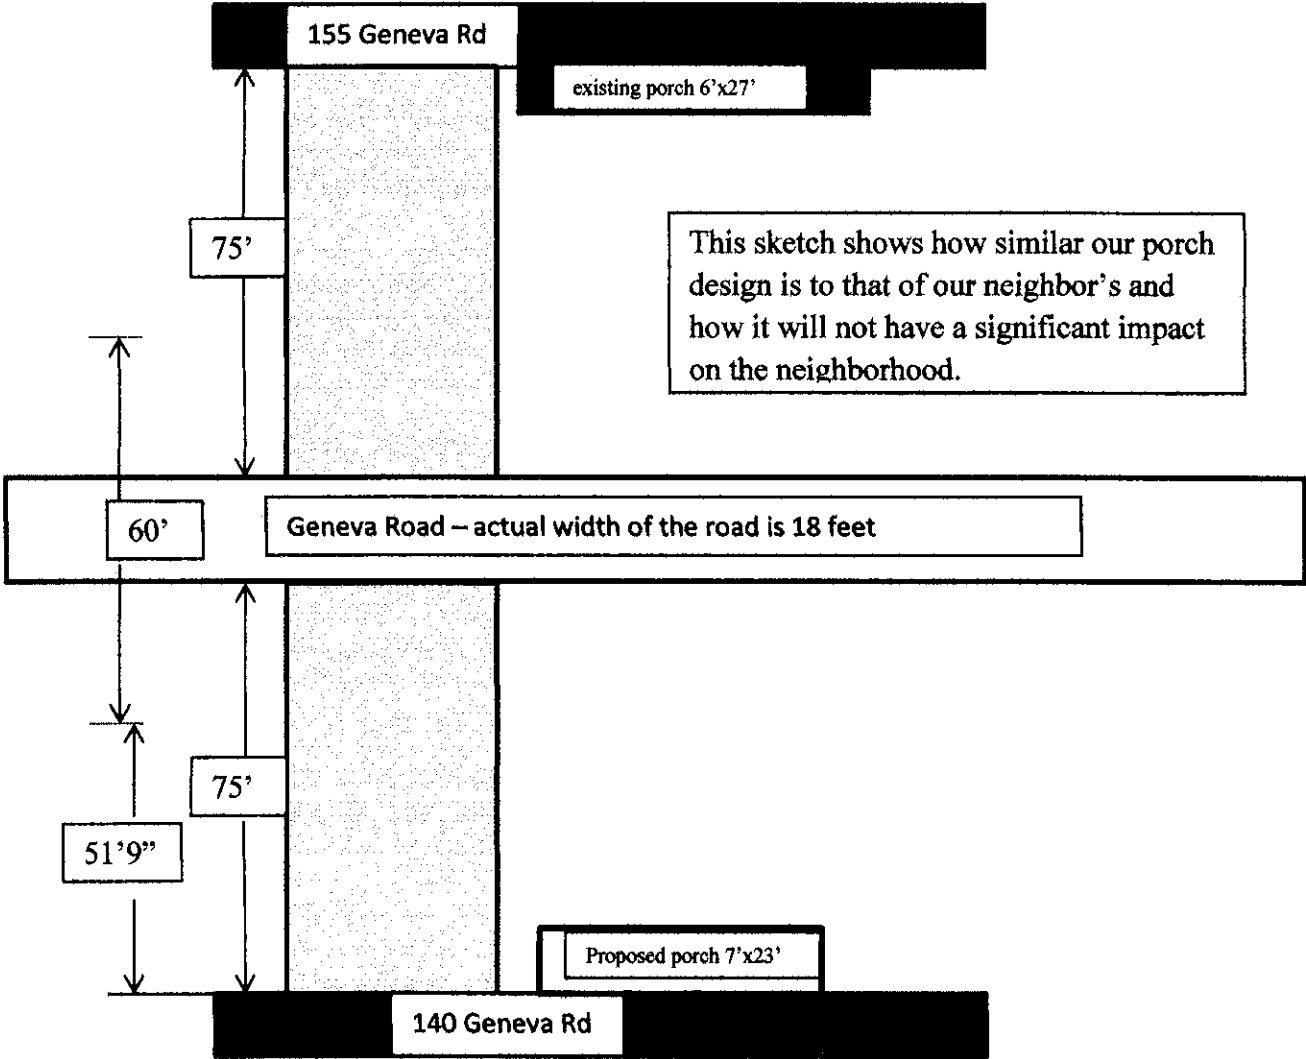 155 Geneva Rd
existing porch 6’x27’
75’
This sketch shows how similar our porch
design is to that of our neighbor’s and
how it will not have a significant impact
on the neighborhood.
60’
Geneva Road – actual width of the road is 18 feet
75’
51’9”
Proposed porch 7’x23’
140 Geneva Rd